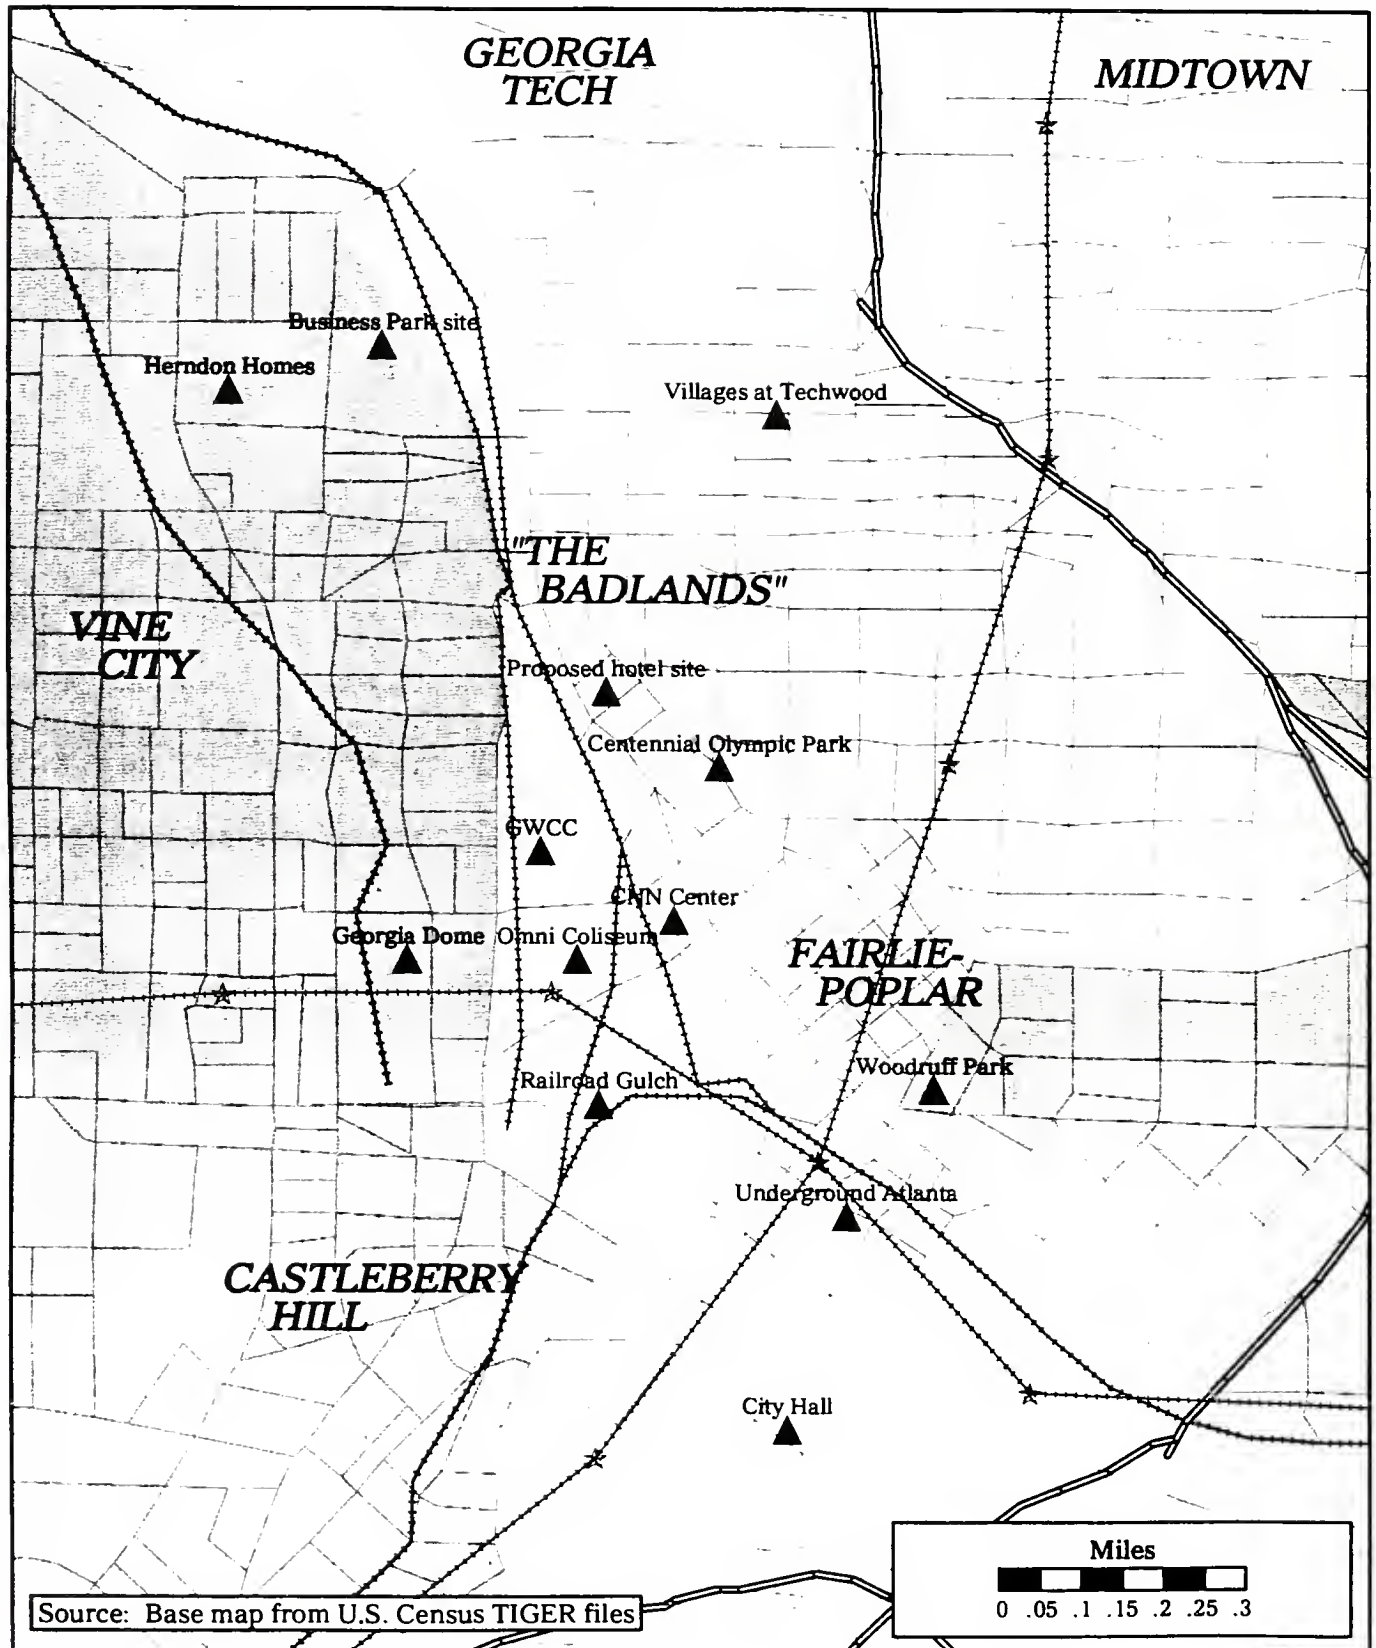 GEORGIA
TECH
MIDTOWN
Business Park site
Herndon Homes
Villages at Techwood
"THE
BADLANDS"
VINE
CITY
Proposed hotel site
Centennial Olympic Park
GWCC
CNN Center
Georgia Dome
Omni Coliseum
FAIRLIE-
POPLAR
Woodruff Park
Railroad Gulch
Underground Atlanta
CASTLEBERRY
HILL
City Hall
Miles
0 .05 .1 .15 .2 .25 .3
Source: Base map from U.S. Census TIGER files